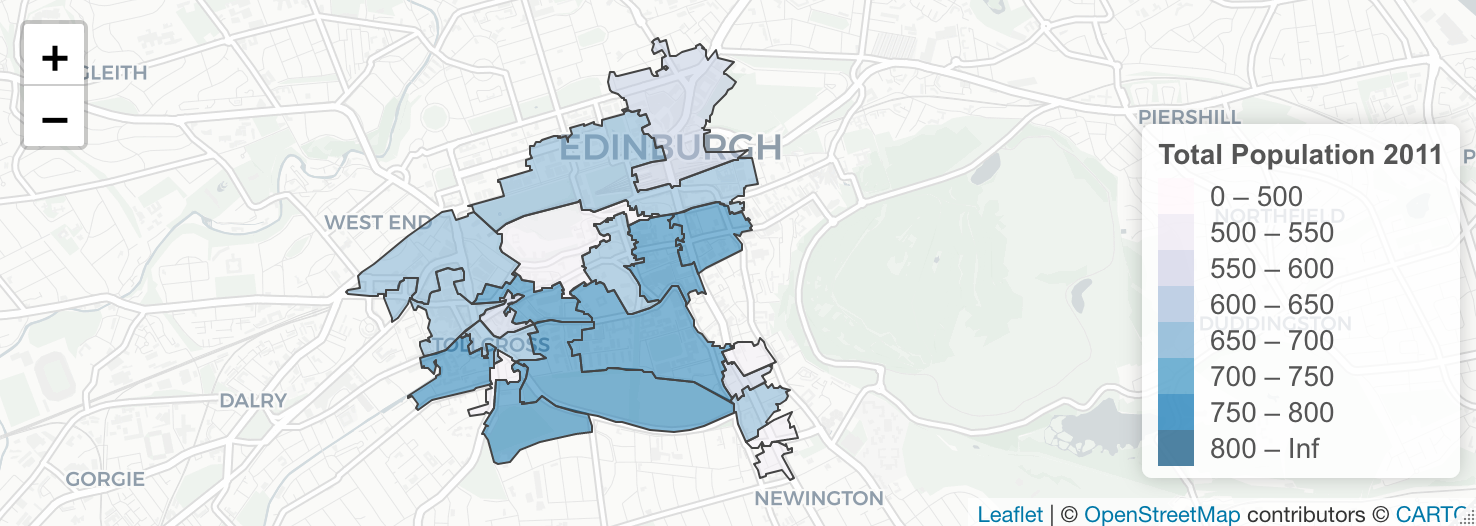 +
−
GLEITH
EDINBURGH
WEST END
TOLLCROSS
DALRY
GORGIE
NEWINGTON
PIERSHILL
P
Total Population 2011
0 – 500
NORTHFIELD
500 – 550
550 – 600
600 – 650
DUDDINGSTON
650 – 700
700 – 750
750 – 800
800 – Inf
Leaflet | © OpenStreetMap contributors © CARTO